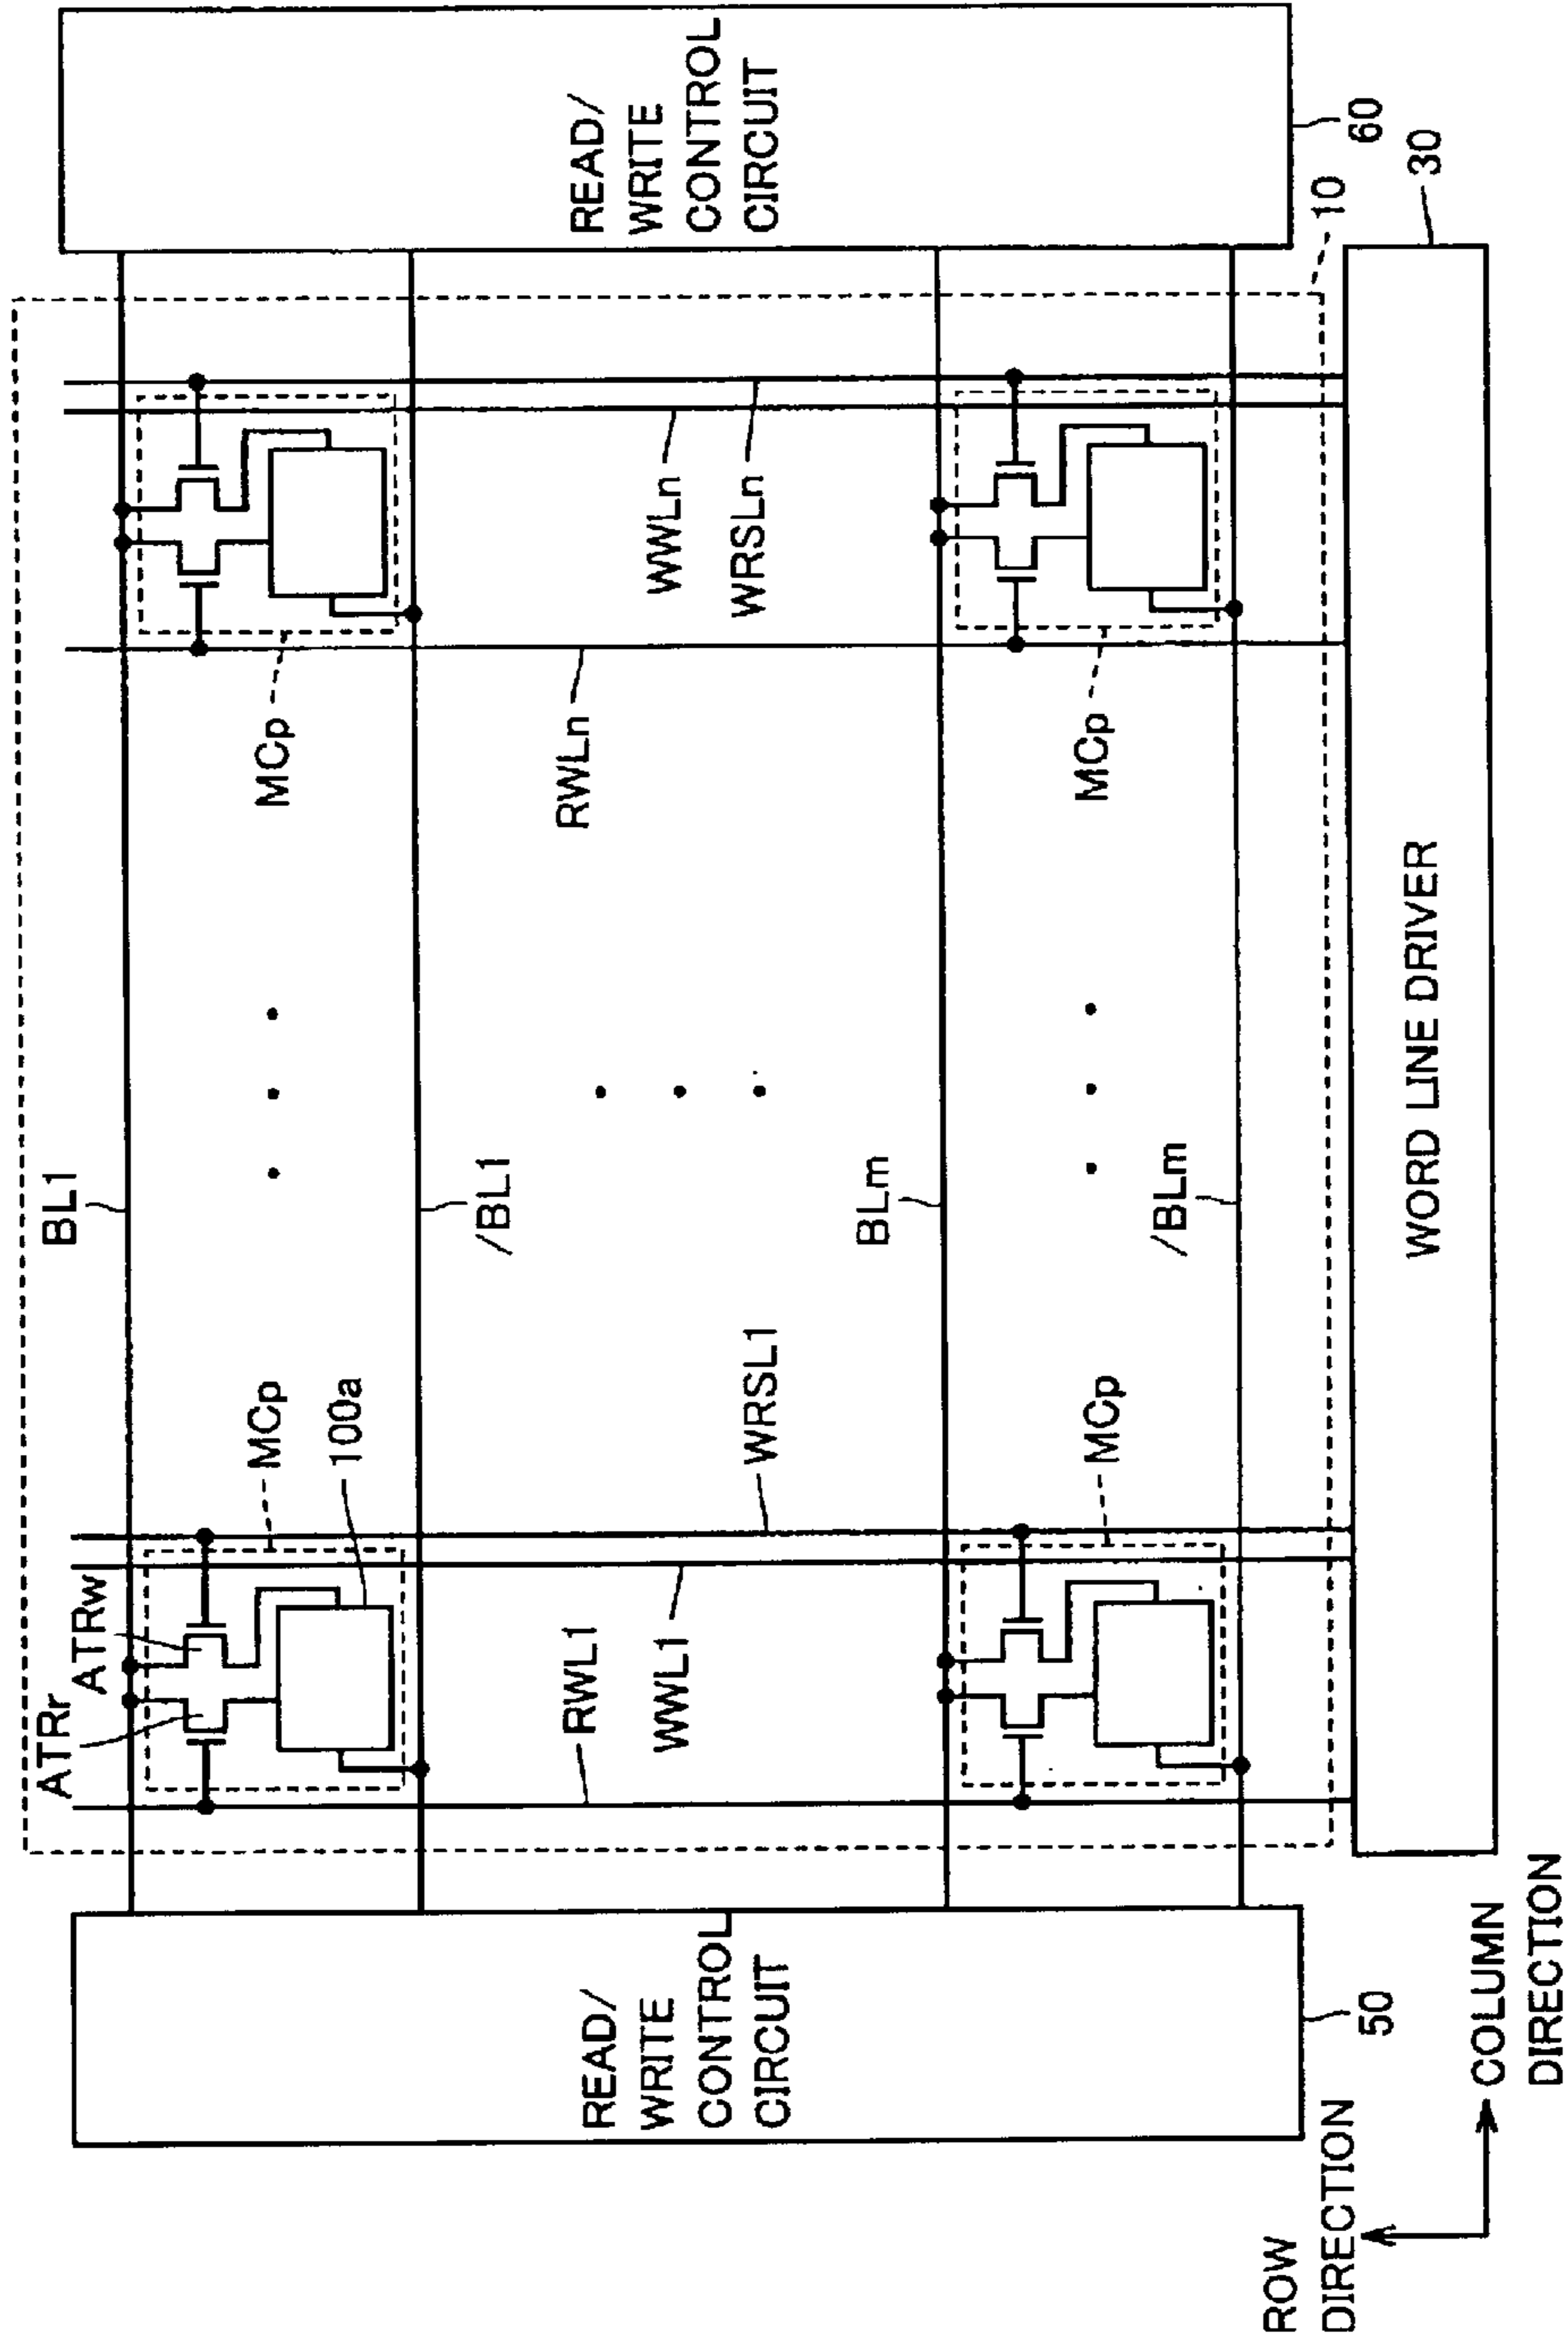 ATRr
ATRw
BL1
MCp
MCp
100a
/BL1
READ/
WRITE
CONTROL
CIRCUIT
RWL1
RWLn
WWL1
WWLn
WRSL1
WRSLn
READ/
WRITE
CONTROL
CIRCUIT
BLm
MCp
MCp
/BLm
50
60
10
30
WORD LINE DRIVER
ROW
DIRECTION
COLUMN
DIRECTION